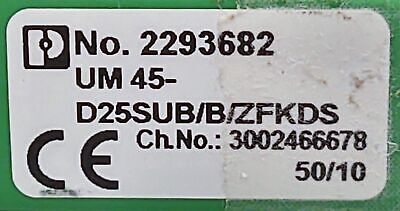 No. 2293682
UM 45-
D25SUB/B/ZFKDS
Ch.No.: 3002466678
CE
50/10